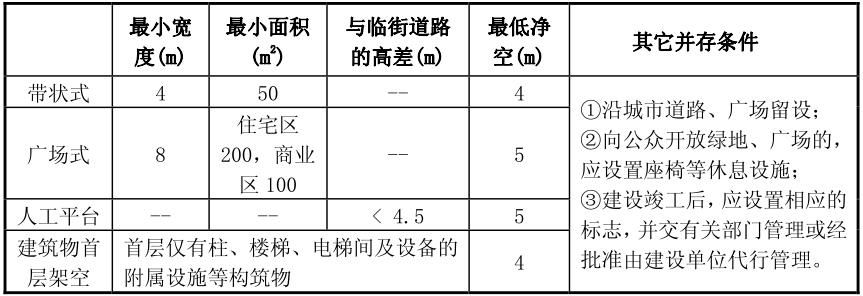 最小宽度(m)
最小面积(m²)
与临街道路的高差(m)
最低净空(m)
其它并存条件
带状式 4 50 -- 4
广场式 8 住宅区200，商业区100 -- 5
人工平台 -- -- < 4.5 5
建筑物首层架空 首层仅有柱、楼梯、电梯间及设备的附属设施等构筑物 4
①沿城市道路、广场留设；
②向公众开放绿地、广场的，
应设置座椅等休息设施；
③建设竣工后，应设置相应的
标志，并交有关部门管理或经
批准由建设单位代行管理。